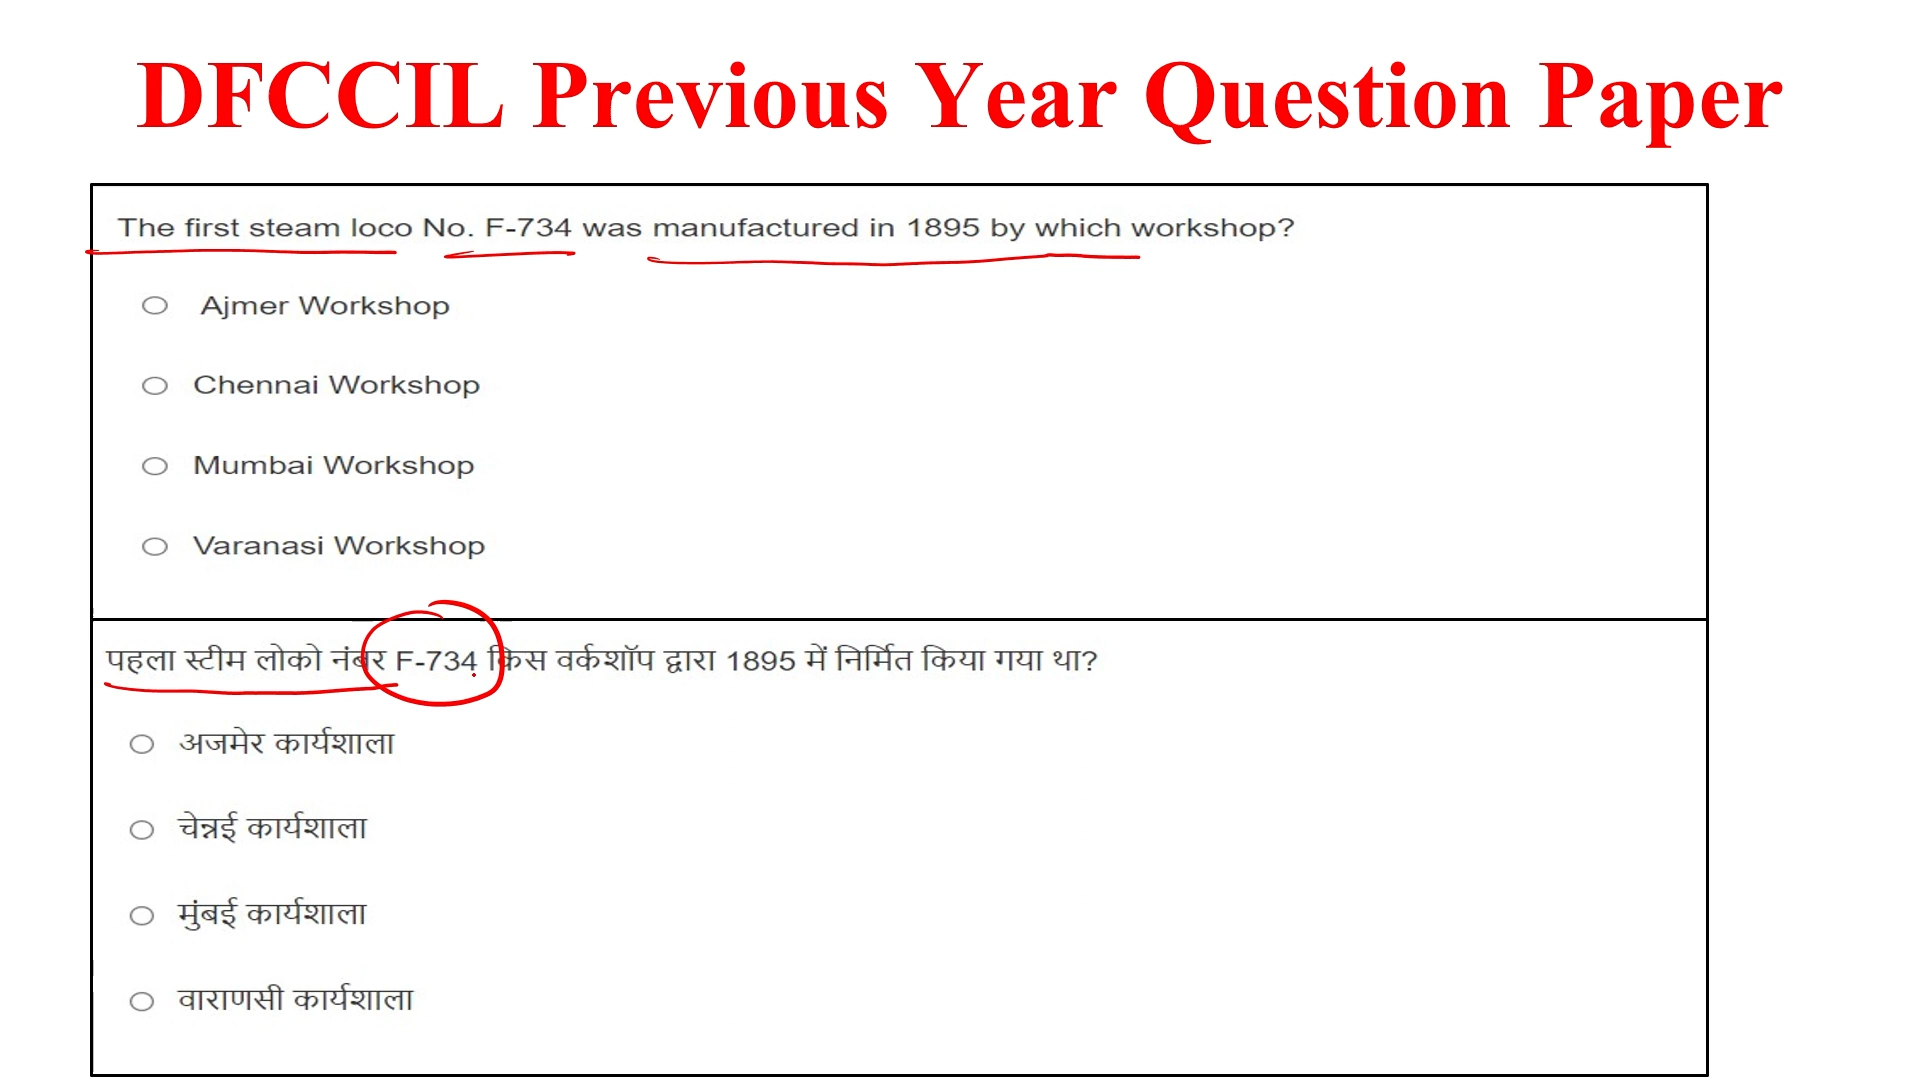 DFCCIL Previous Year Question Paper
The first steam loco No. F-734 was manufactured in 1895 by which workshop?
Ajmer Workshop
Chennai Workshop
Mumbai Workshop
Varanasi Workshop
पहला स्टीम लोको नंबर F-734 किस वर्कशॉप द्वारा 1895 में निर्मित किया गया था?
अजमेर कार्यशाला
चेन्नई कार्यशाला
मुंबई कार्यशाला
वाराणसी कार्यशाला